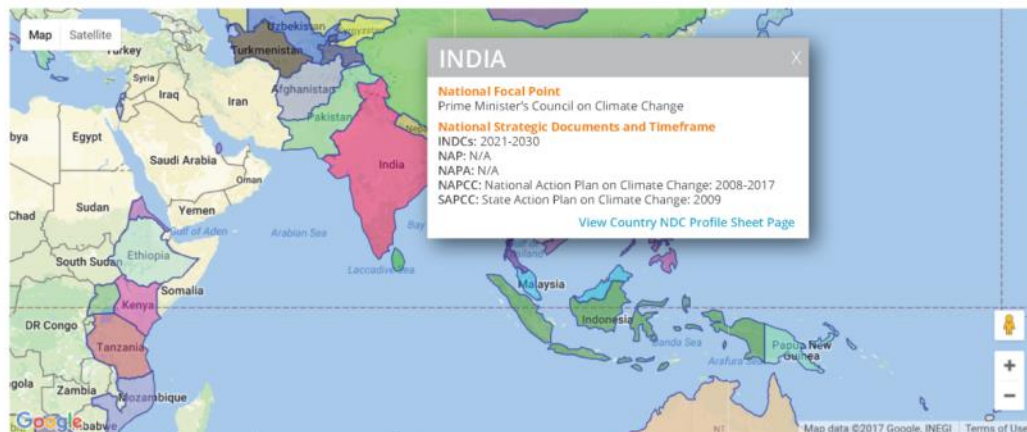 Map Satellite
Uzbekistan
Kyrgyzstan
Turkey
Turkmenistan
Syria
Afghanistan
Iraq
Iran
Pakistan
Nepal
Egypt
Saudi Arabia
India
Oman
Chad
Sudan
Yemen
Gulf of Aden
Arabian Sea
Bay
South Sudan
Ethiopia
Laccadive Sea
Somalia
Malaysia
Kenya
DR Congo
Indonesia
Tanzania
Banda Sea
Papua New
Guinea
Arafura Sea
Zambia
Mozambique
NT
INDIA X
National Focal Point
Prime Minister's Council on Climate Change
National Strategic Documents and Timeframe
INDCs: 2021-2030
NAP: N/A
NAPA: N/A
NAPCC: National Action Plan on Climate Change: 2008-2017
SAPCC: State Action Plan on Climate Change: 2009
View Country NDC Profile Sheet Page
+
−
Google
Map data ©2017 Google, INEGI Terms of Use